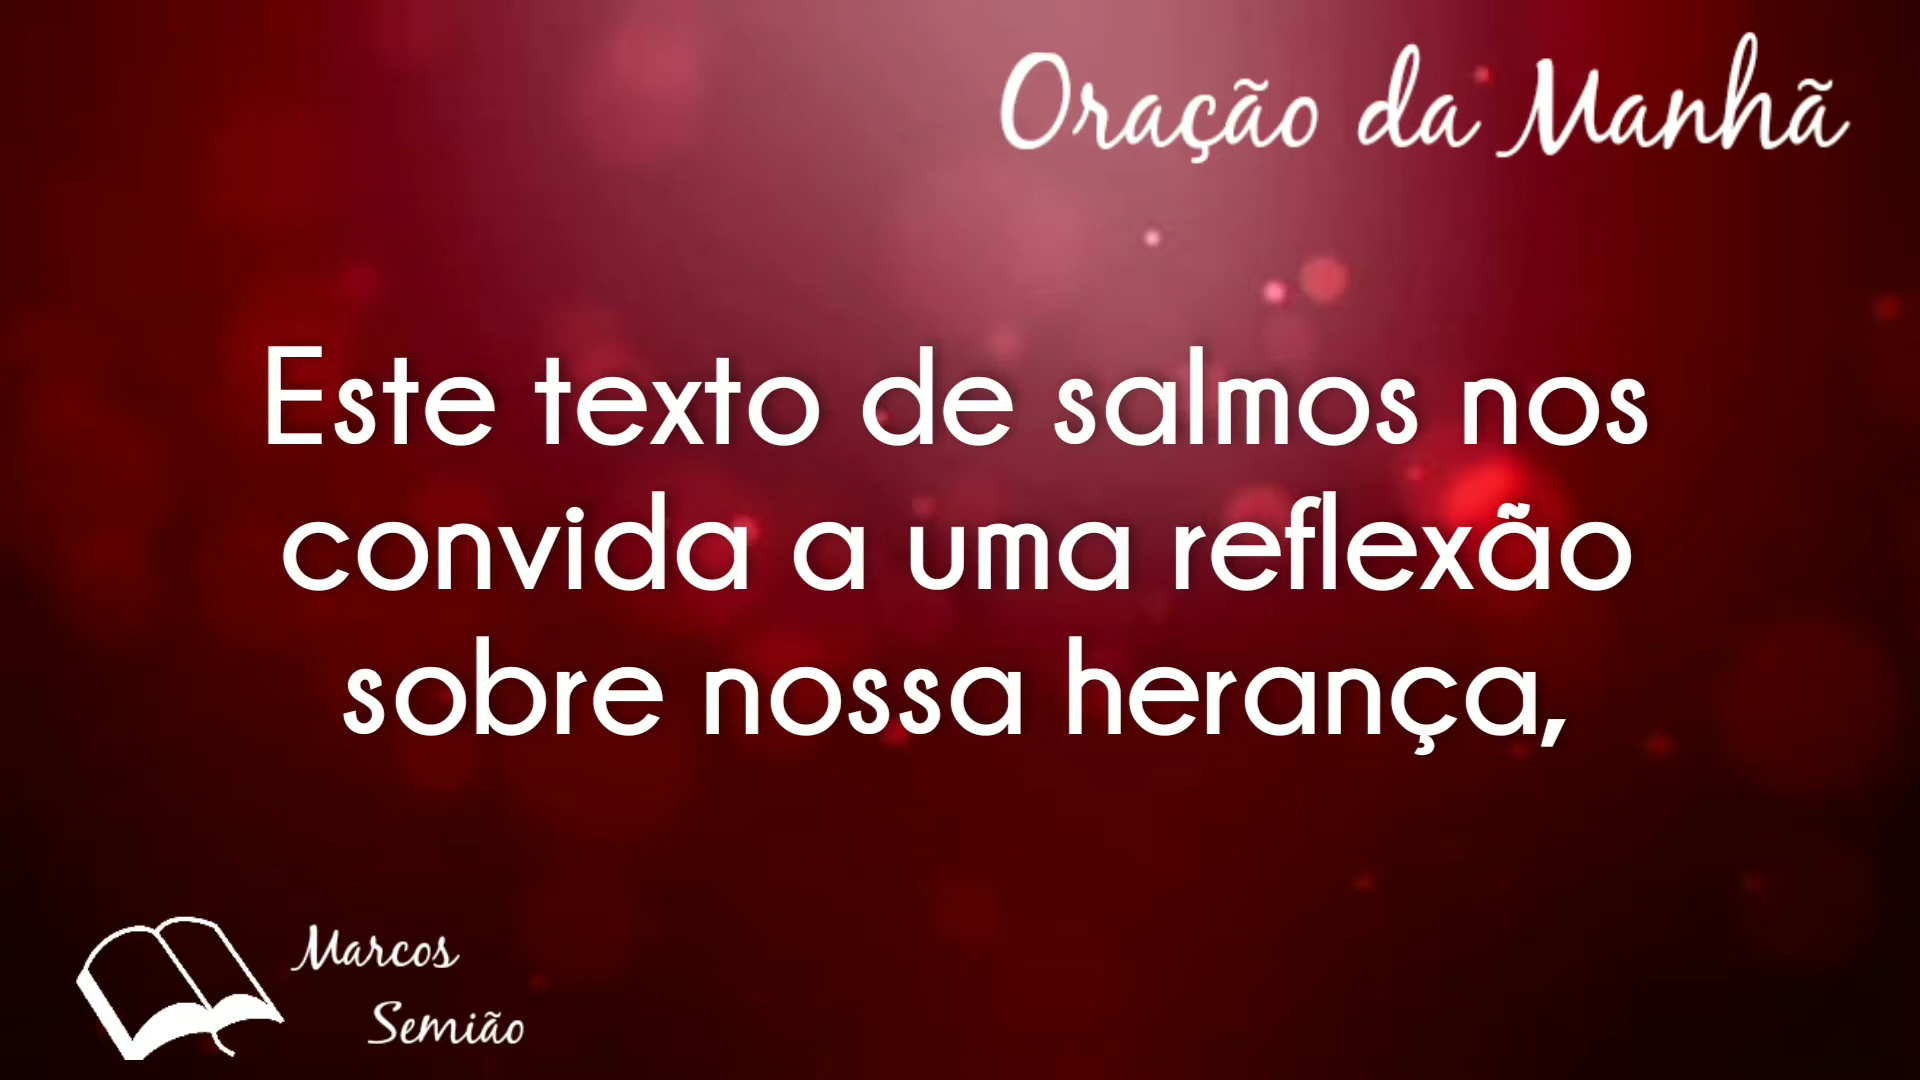 Oração da Manhã
Este texto de salmos nos
convida a uma reflexão
sobre nossa herança,
Marcos
Semião